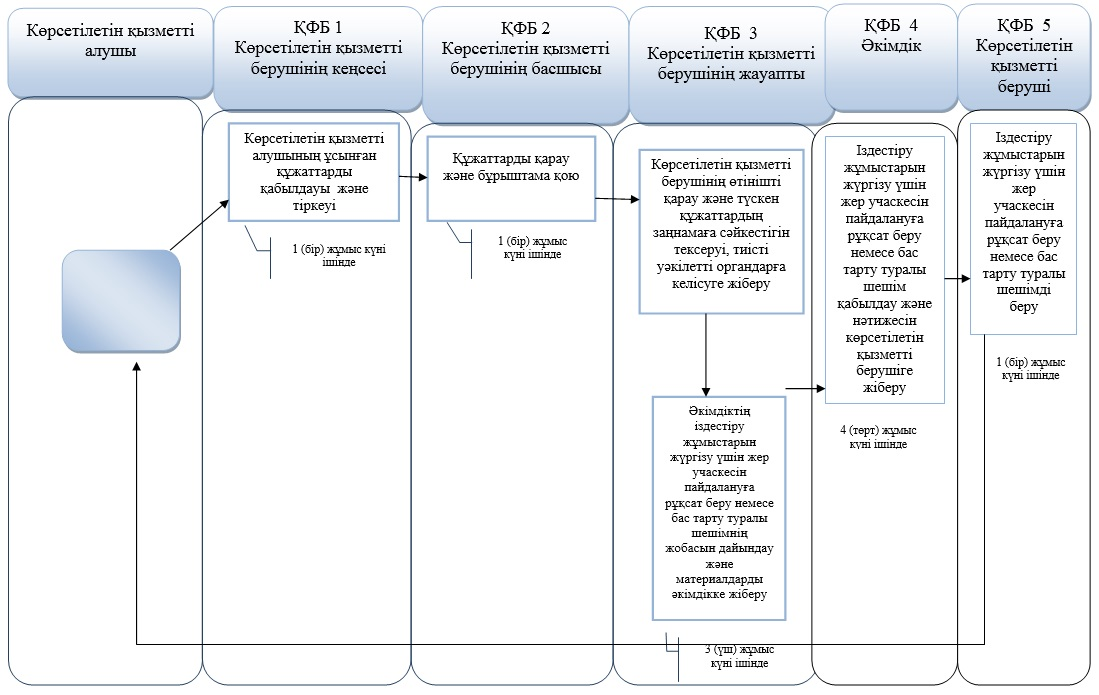 Көрсетілетін қызметті
алушы
ҚФБ 1
Көрсетілетін қызметті
берушінің кеңсесі
ҚФБ 2
Көрсетілетін қызметті
берушінің басшысы
ҚФБ 3
Көрсетілетін қызметті
берушінің жауапты
ҚФБ 4
Әкімдік
ҚФБ 5
Көрсетілетін
қызметті
беруші
Көрсетілетін қызметті
алушының ұсынған
құжаттарды
қабылдауы және
тіркеуі
1 (бір) жұмыс күні
ішінде
Құжаттарды қарау
және бұрыштама қою
1 (бір) жұмыс
күні ішінде
Көрсетілетін қызметті
берушінің өтінішті
қарау және түскен
құжаттардың
заңнамаға сәйкестігін
тексеруі, тиісті
уәкілетті органдарға
келісуге жіберу
Әкімдіктің
іздестіру
жұмыстарын
жүргізу үшін жер
учаскесін
пайдалануға
рұқсат беру немесе
бас тарту туралы
шешімнің
жобасын дайындау
және
материалдарды
әкімдікке жіберу
3 (үш) жұмыс
күні ішінде
Іздестіру
жұмыстарын
жүргізу үшін
жер учаскесін
пайдалануға
рұқсат беру
немесе бас
тарту туралы
шешім
қабылдау және
нәтижесін
көрсетілетін
қызметті
берушіге
жіберу
4 (төрт) жұмыс
күні ішінде
Іздестіру
жұмыстарын
жүргізу үшін
жер
учаскесін
пайдалануға
рұқсат беру
немесе бас
тарту туралы
шешімді
беру
1 (бір) жұмыс
күні ішінде